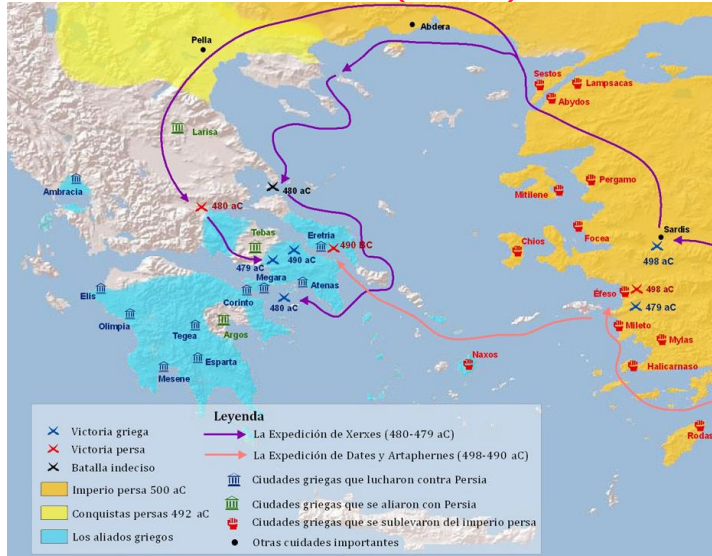 Pella
Abdera
Sestos
Lampsacas
Abydos
Larisa
Ambracia
480 aC
480 aC
Pergamo
Mitilene
Tebas
Eretria
490 BC
Chios
Focea
Sardis
498 aC
479 aC
490 aC
Megara
Atenas
Elis
Corinto
480 aC
Éfeso
498 aC
479 aC
Olimpia
Tegea
Argos
Mileto
Mylas
Esparta
Mesene
Naxos
Halicarnaso
Rodas
Leyenda
Victoria griega
Victoria persa
Batalla indeciso
Imperio persa 500 aC
Conquistas persas 492 aC
Los aliados griegos
La Expedición de Xerxes (480-479 aC)
La Expedición de Dates y Artaphernes (498-490 aC)
Ciudades griegas que lucharon contra Persia
Ciudades griegas que se aliaron con Persia
Ciudades griegas que se sublevaron del imperio persa
Otras cuidades importantes